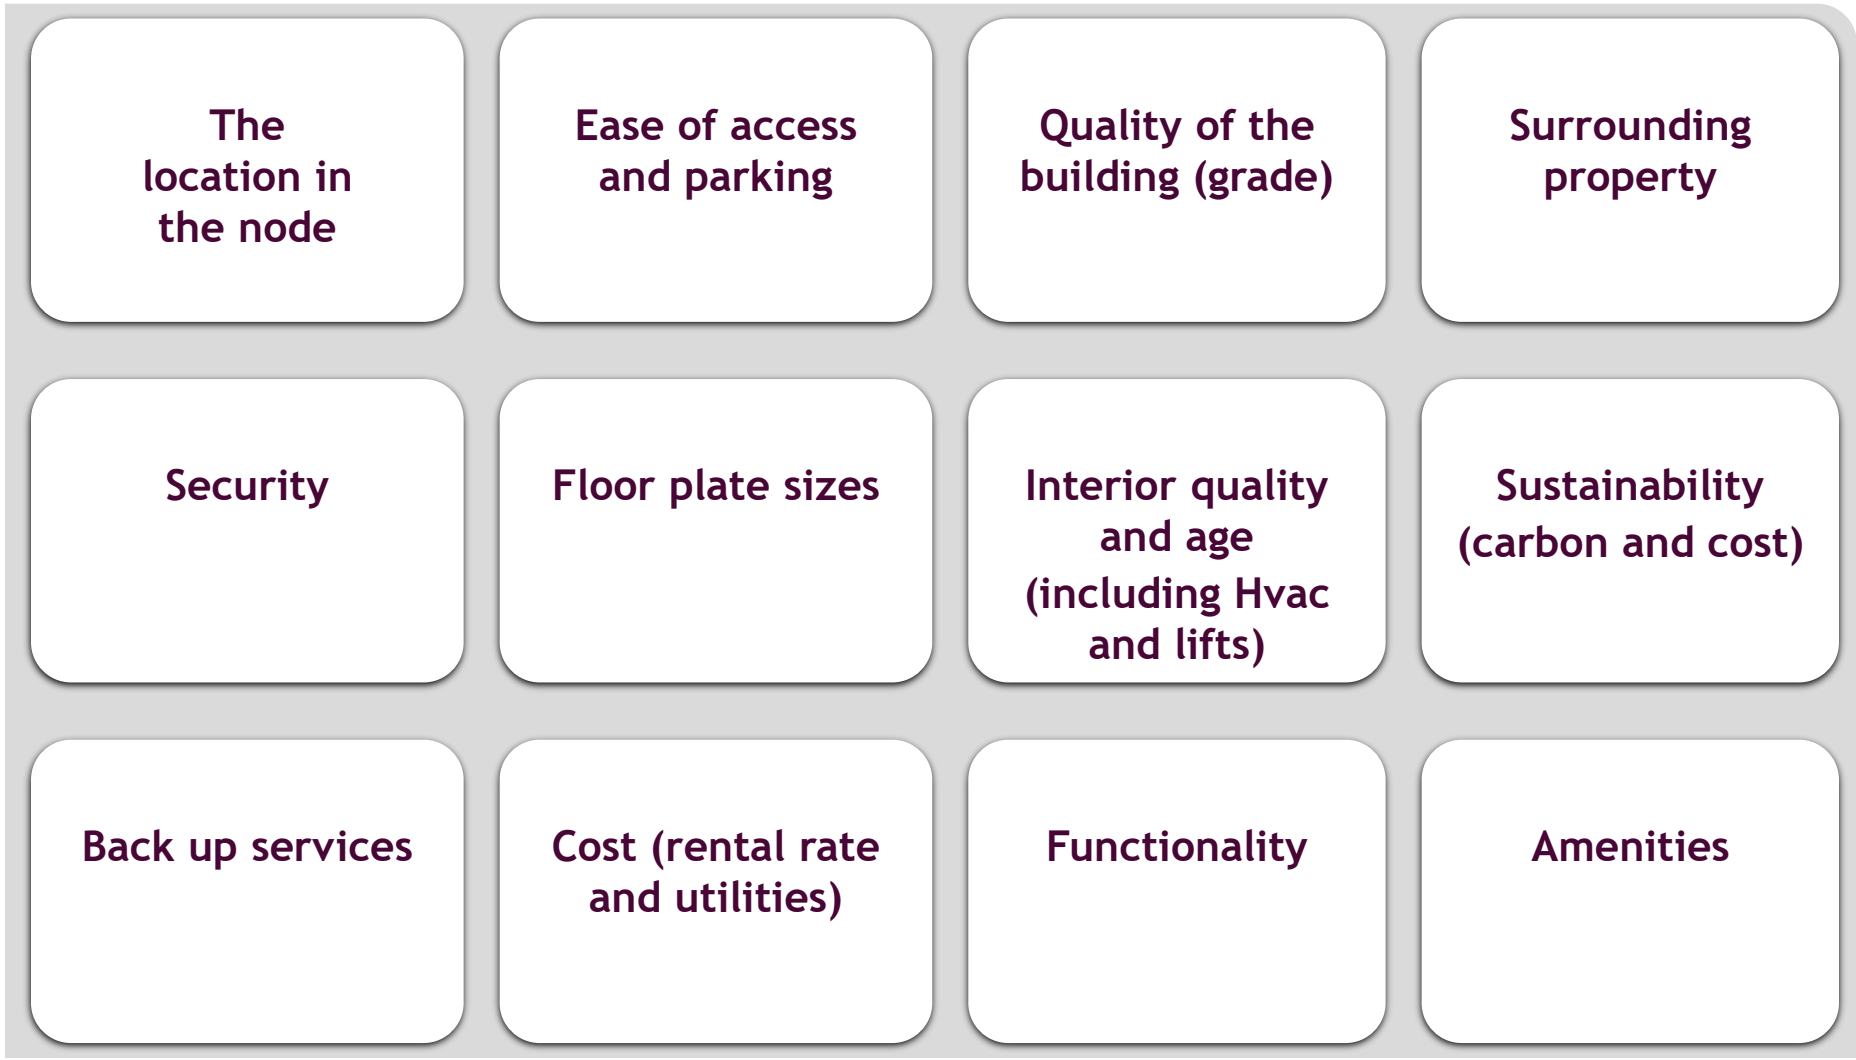 The
location in
the node
Ease of access
and parking
Quality of the
building (grade)
Surrounding
property
Security
Floor plate sizes
Interior quality
and age
(including Hvac
and lifts)
Sustainability
(carbon and cost)
Back up services
Cost (rental rate
and utilities)
Functionality
Amenities